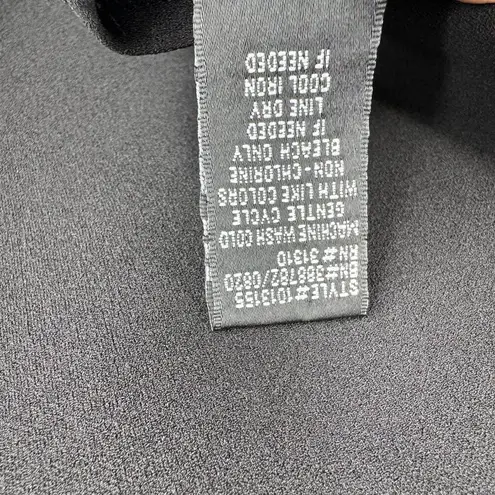 STYLE#1013155
BN#388782/0820
RN#31310
MACHINE WASH COLD
GENTLE CYCLE
WITH LIKE COLORS
NON-CHLORINE
BLEACH ONLY
IF NEEDED
LINE DRY
COOL IRON
IF NEEDED